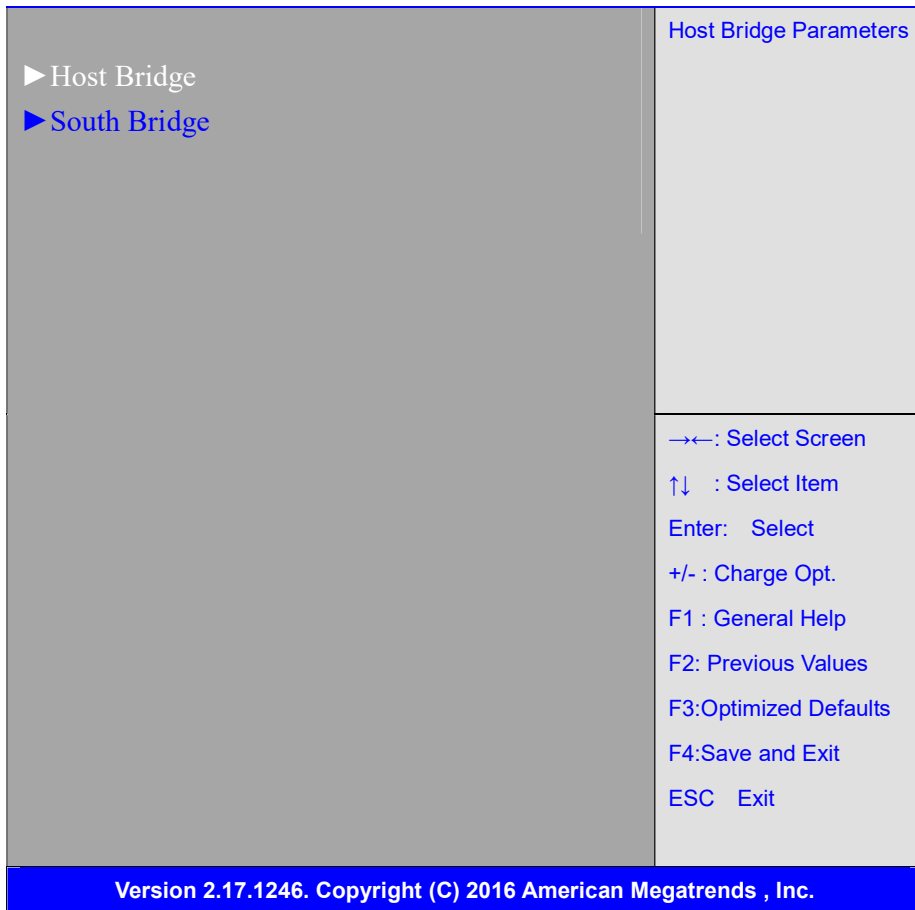 ►Host Bridge
►South Bridge
Host Bridge Parameters
→←: Select Screen
↑↓ : Select Item
Enter: Select
+/- : Charge Opt.
F1 : General Help
F2: Previous Values
F3:Optimized Defaults
F4:Save and Exit
ESC Exit
Version 2.17.1246. Copyright (C) 2016 American Megatrends , Inc.